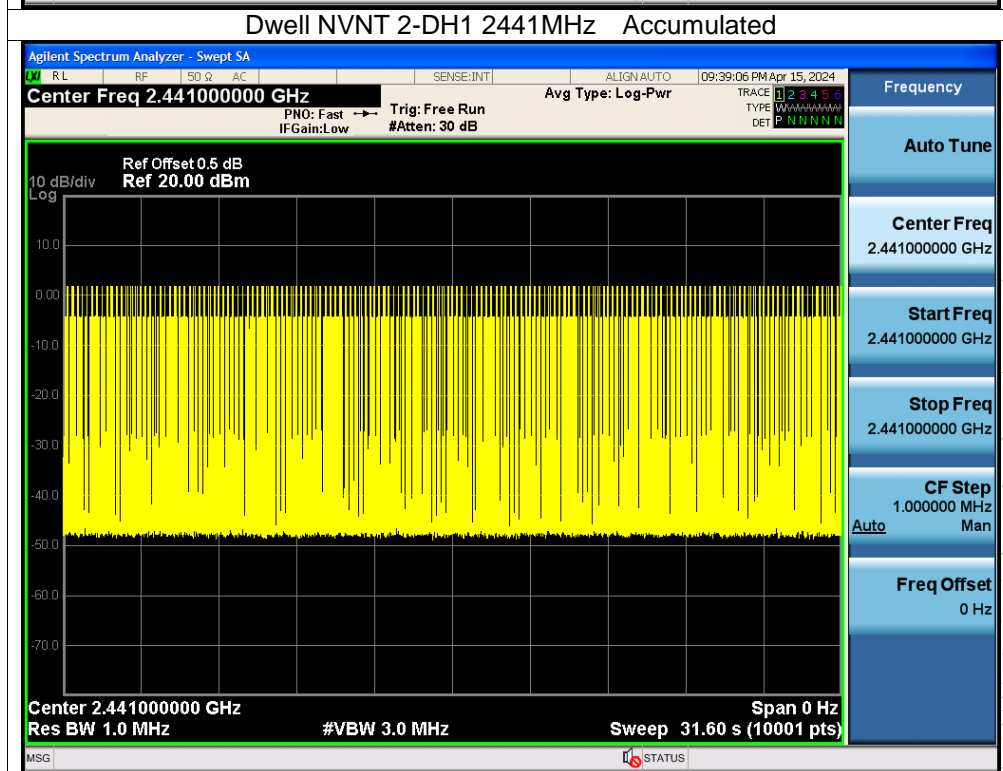 Dwell NVNT 2-DH1 2441MHz Accumulated
Agilent Spectrum Analyzer - Swept SA
LXI RL RF 50 Ω AC SENSE:INT ALIGN AUTO 09:39:06 PM Apr 15, 2024
Center Freq 2.441000000 GHz
PNO: Fast
IFGain:Low
Trig: Free Run
#Atten: 30 dB
Avg Type: Log-Pwr
TRACE 1 2 3 4 5 6
TYPE WWWWWW
DET P N N N N N
Frequency
Auto Tune
Center Freq
2.441000000 GHz
Start Freq
2.441000000 GHz
Stop Freq
2.441000000 GHz
CF Step
1.000000 MHz
Auto Man
Freq Offset
0 Hz
Ref Offset 0.5 dB
10 dB/div Ref 20.00 dBm
Log
10.0
0.00
-10.0
-20.0
-30.0
-40.0
-50.0
-60.0
-70.0
Center 2.441000000 GHz Span 0 Hz
Res BW 1.0 MHz #VBW 3.0 MHz Sweep 31.60 s (10001 pts)
MSG STATUS